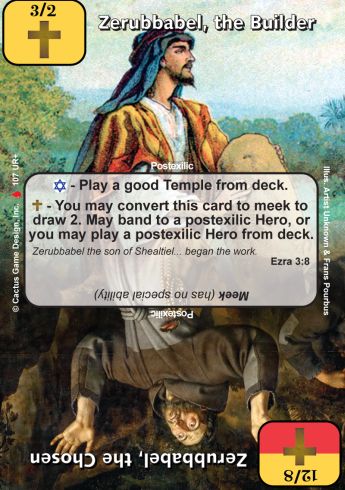 3/2
Zerubbabel, the Builder
Postexilic
- Play a good Temple from deck.
- You may convert this card to meek to
draw 2. May band to a postexilic Hero, or
you may play a postexilic Hero from deck.
Zerubbabel the son of Shealtiel... began the work.
Ezra 3:8
© Cactus Game Design, Inc. 107 UR+
Illus. Artist Unknown & Frans Pourbus
Meek (has no special ability)
Postexilic
Zerubbabel, the Chosen
12/8